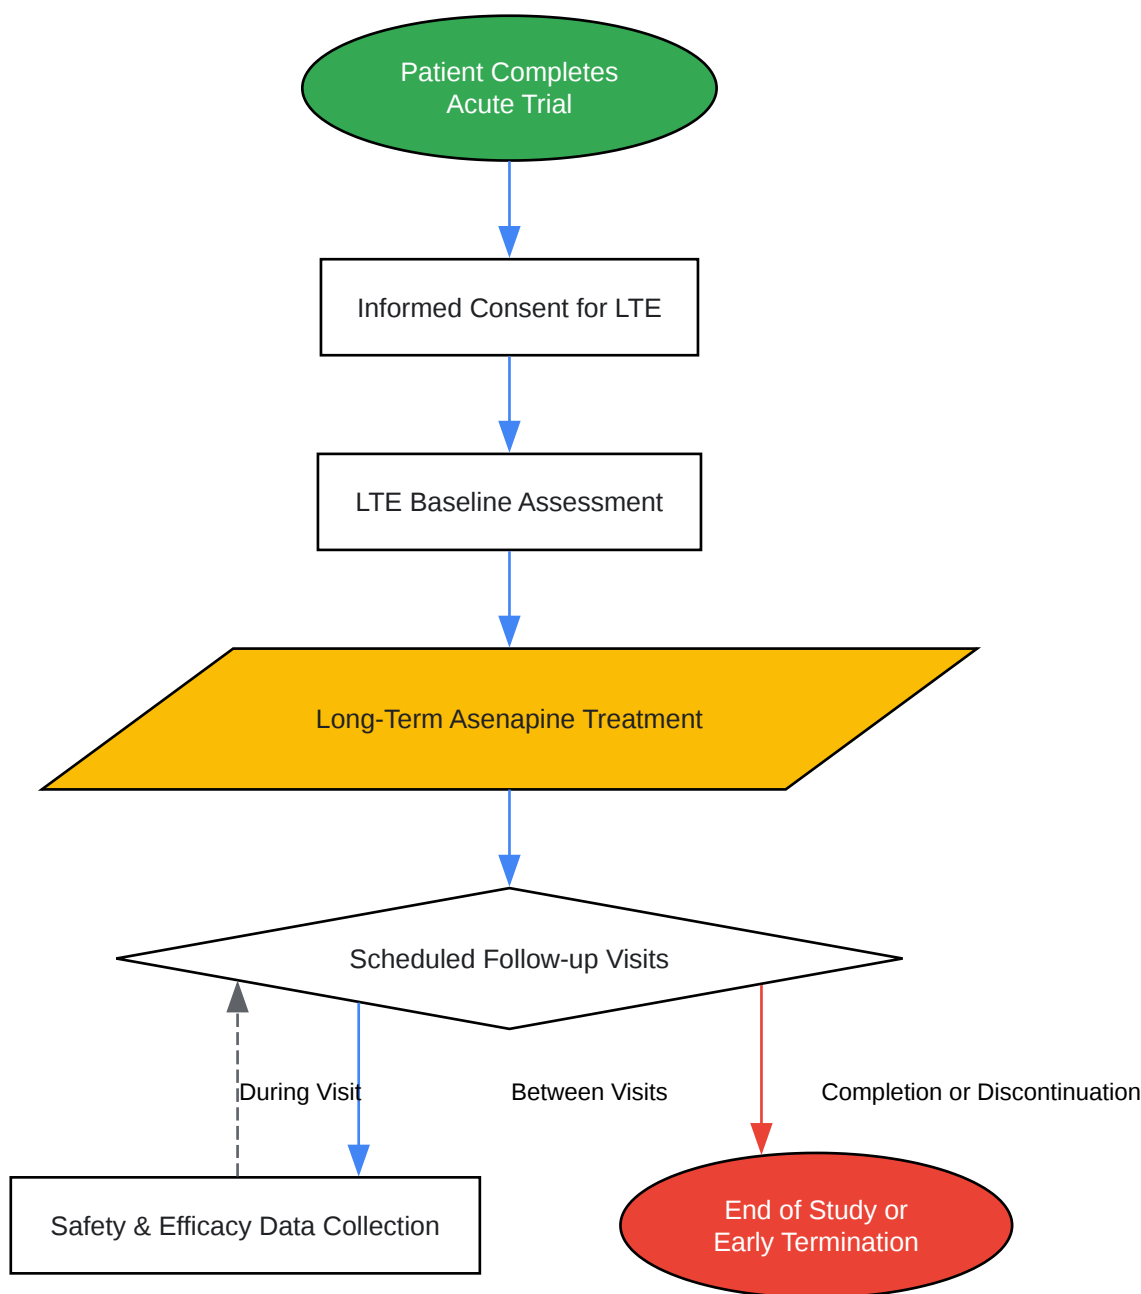 Patient Completes
Acute Trial
Informed Consent for LTE
LTE Baseline Assessment
Long-Term Asenapine Treatment
Scheduled Follow-up Visits
During Visit
Between Visits
Completion or Discontinuation
Safety & Efficacy Data Collection
End of Study or
Early Termination